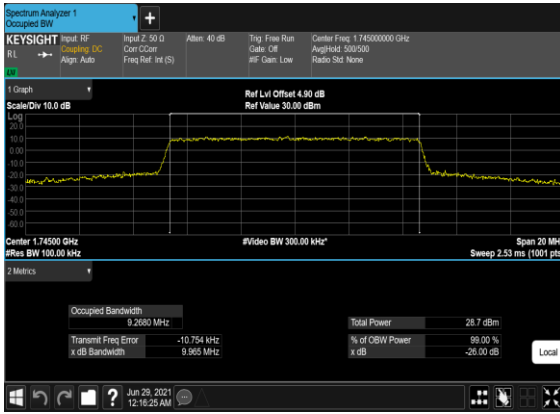 Spectrum Analyzer 1
Occupied BW
+
KEYSIGHT Input: RF Input Z: 50 Ω Atten: 40 dB Trig: Free Run Center Freq: 1.745000000 GHz
RL Coupling: DC Corr CCorr Gate: Off Avg|Hold: 500/500
Align: Auto Freq Ref: Int (S) #IF Gain: Low Radio Std: None
1 Graph
Ref Lvl Offset 4.90 dB
Scale/Div 10.0 dB Ref Value 30.00 dBm
Log
20.0
10.0
0.00
-10.0
-20.0
-30.0
-40.0
-50.0
-60.0
Center 1.74500 GHz #Video BW 300.00 kHz* Span 20 MH
#Res BW 100.00 kHz Sweep 2.53 ms (1001 pts
2 Metrics
Occupied Bandwidth
9.2680 MHz Total Power 28.7 dBm
Transmit Freq Error -10.754 kHz % of OBW Power 99.00 %
x dB Bandwidth 9.965 MHz x dB -26.00 dB
Local
? Jun 29, 2021
12:16:25 AM